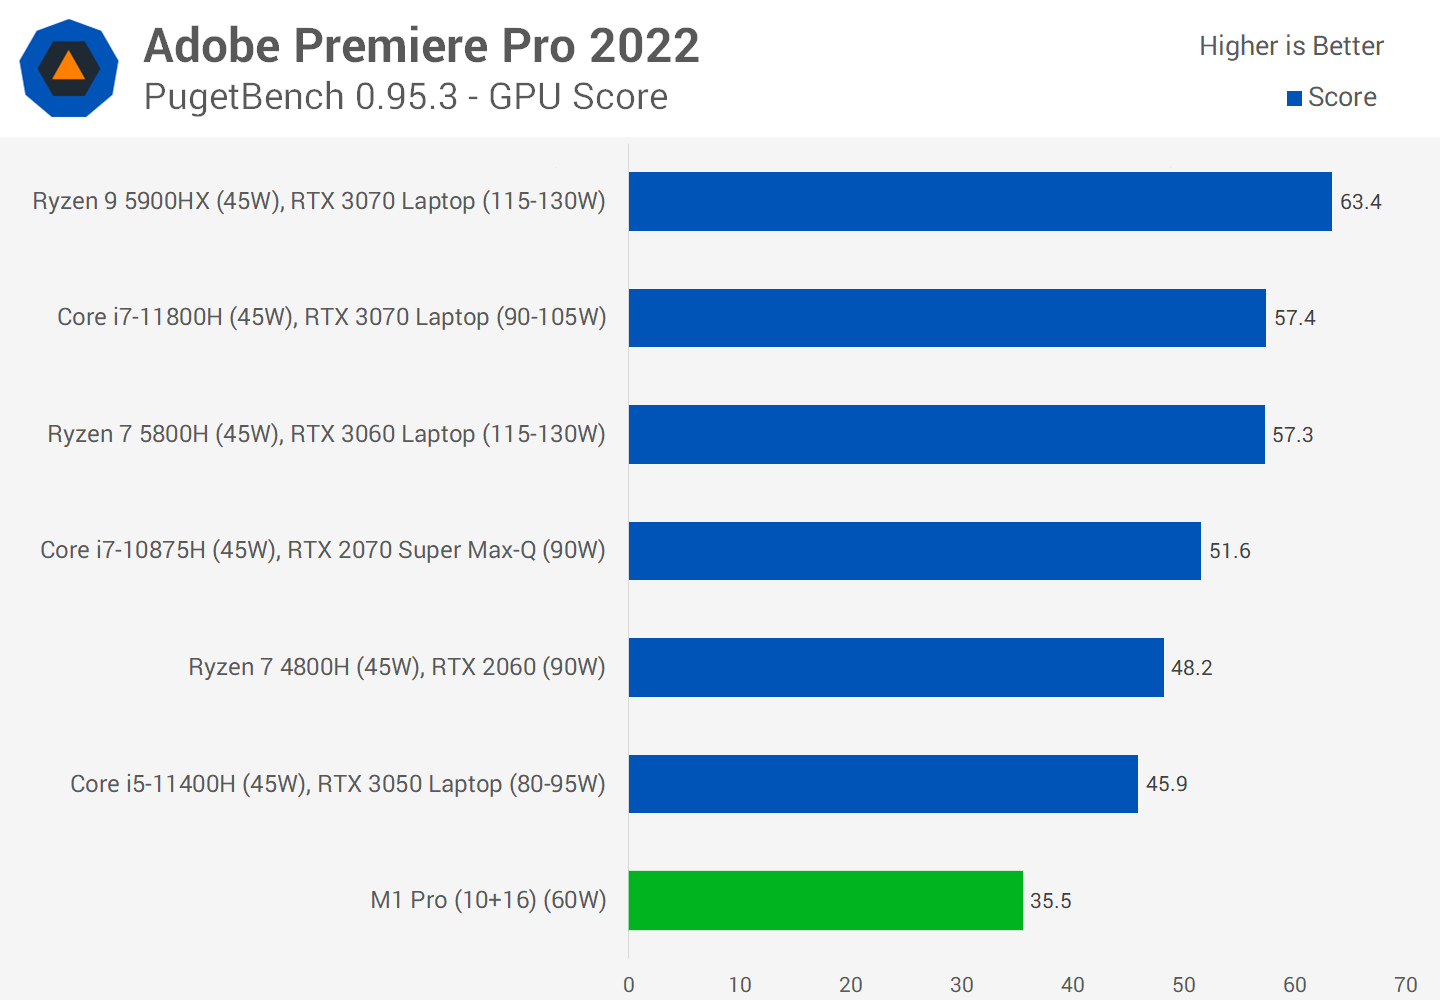 Adobe Premiere Pro 2022
PugetBench 0.95.3 - GPU Score
Higher is Better
Score
Ryzen 9 5900HX (45W), RTX 3070 Laptop (115-130W) 63.4
Core i7-11800H (45W), RTX 3070 Laptop (90-105W) 57.4
Ryzen 7 5800H (45W), RTX 3060 Laptop (115-130W) 57.3
Core i7-10875H (45W), RTX 2070 Super Max-Q (90W) 51.6
Ryzen 7 4800H (45W), RTX 2060 (90W) 48.2
Core i5-11400H (45W), RTX 3050 Laptop (80-95W) 45.9
M1 Pro (10+16) (60W) 35.5
0 10 20 30 40 50 60 70